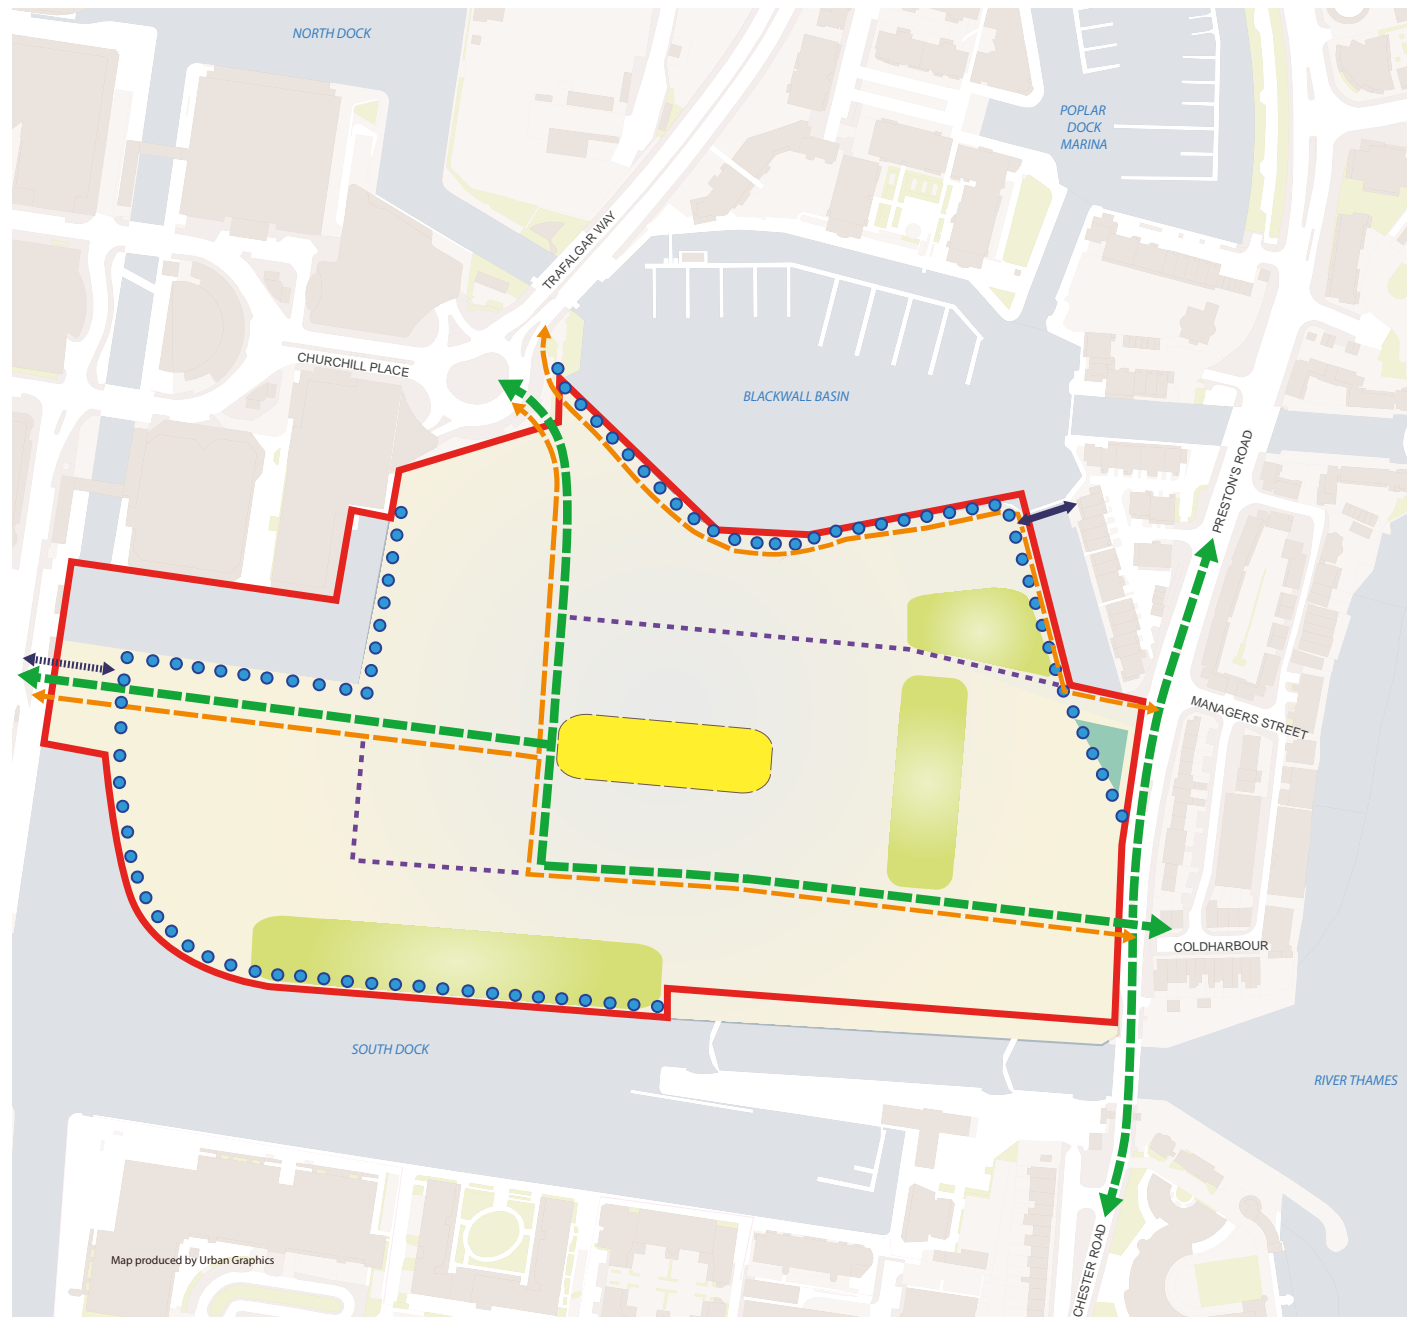 NORTH DOCK
POPLAR
DOCK
MARINA
TRAFALGAR WAY
CHURCHILL PLACE
BLACKWALL BASIN
PRESTON'S ROAD
MANAGERS STREET
COLDHARBOUR
SOUTH DOCK
RIVER THAMES
CHESTER ROAD
Map produced by Urban Graphics